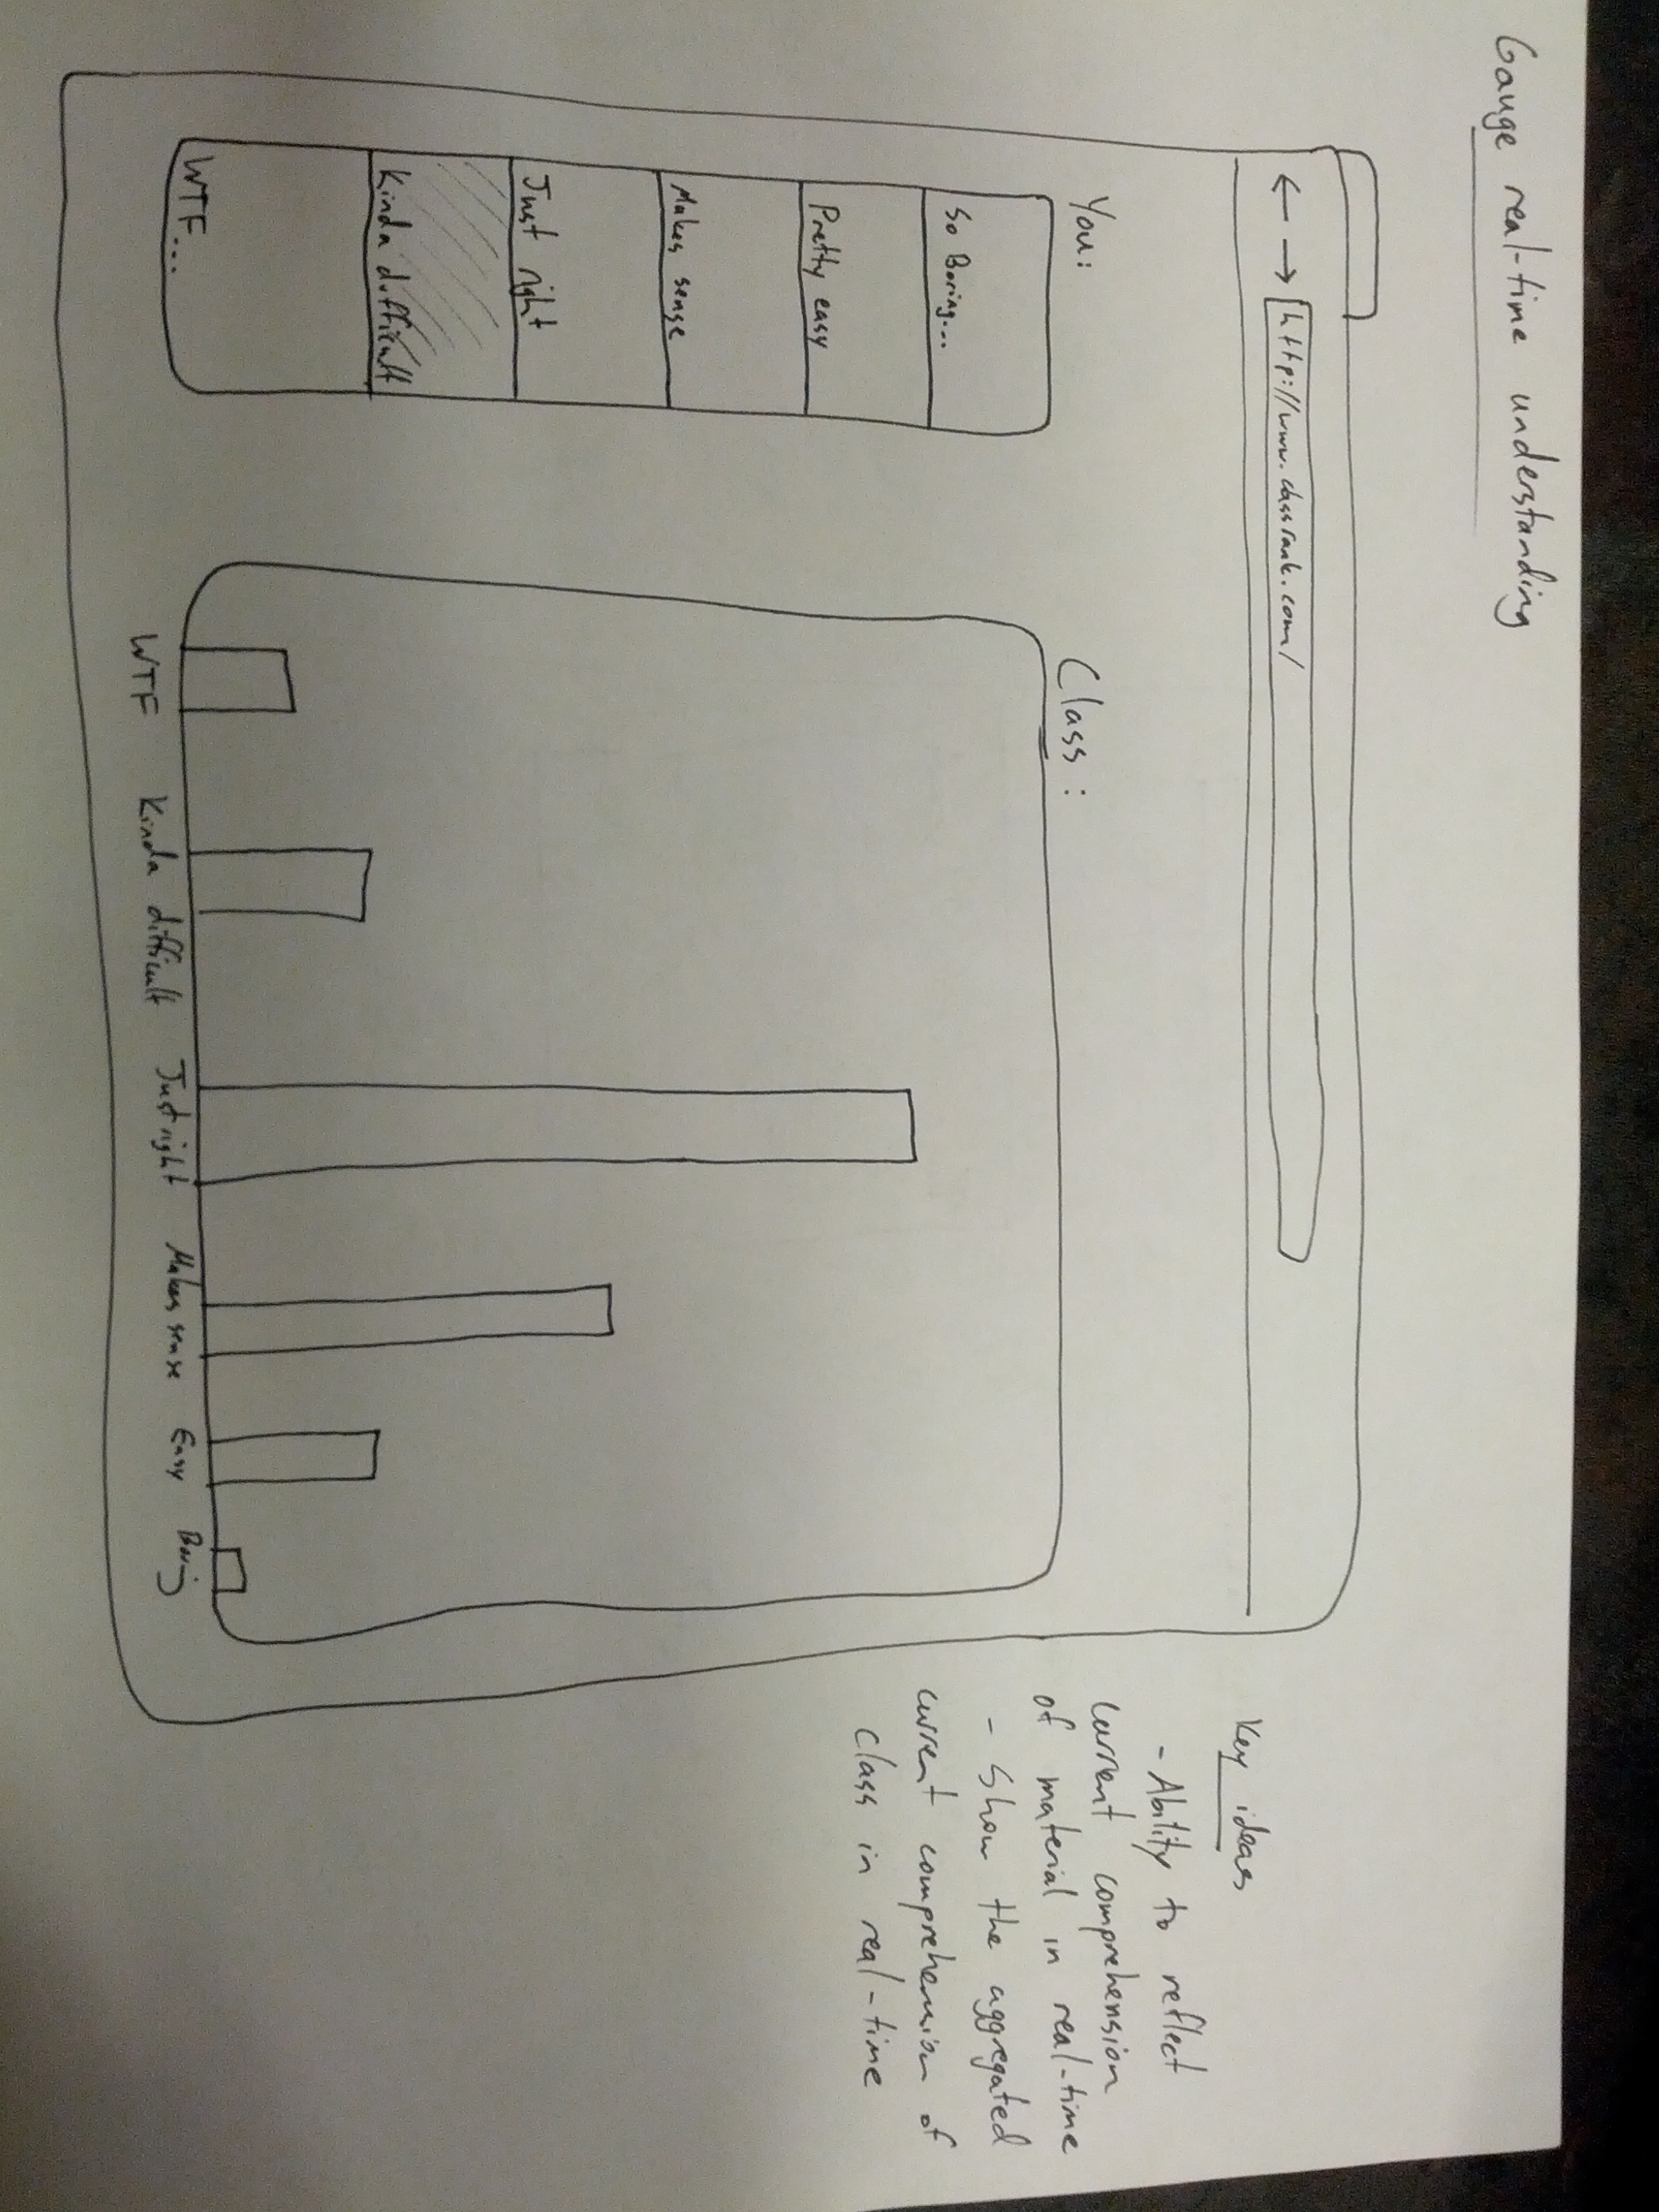 Gauge real-time understanding
← → http://www.classrank.com/
You:
So Boring...
Pretty easy
Makes sense
Just right
Kinda difficult
WTF...
Class:
WTF
Kinda difficult
Just right
Makes sense
Easy
Boring
Key ideas
- Ability to reflect
current comprehension
of material in real-time
- Show the aggregated
current comprehension of
class in real-time